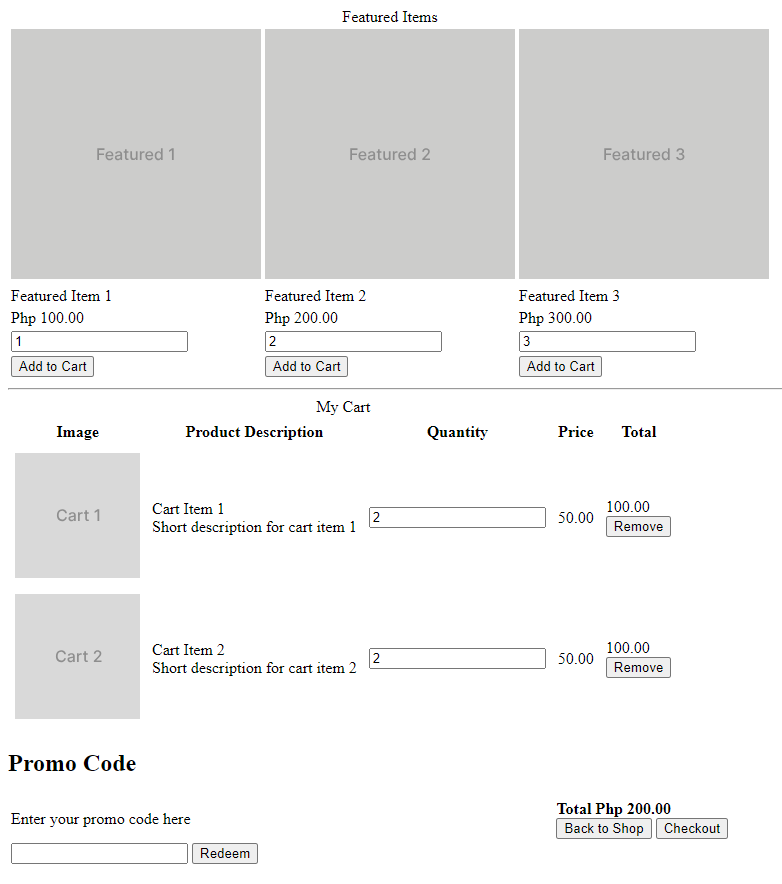 Featured Items
Featured 1 Featured 2 Featured 3
Featured Item 1 Featured Item 2 Featured Item 3
Php 100.00 Php 200.00 Php 300.00
1 2 3
Add to Cart Add to Cart Add to Cart
My Cart
Image Product Description Quantity Price Total
Cart 1
Cart Item 1
Short description for cart item 1
2
50.00
100.00
Remove
Cart 2
Cart Item 2
Short description for cart item 2
2
50.00
100.00
Remove
Promo Code
Enter your promo code here
Redeem
Total Php 200.00
Back to Shop Checkout